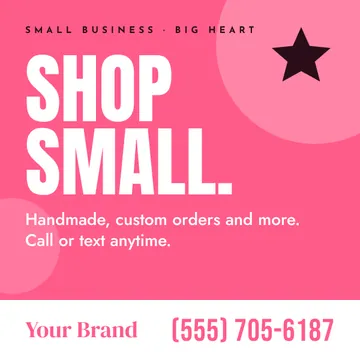 SMALL BUSINESS · BIG HEART
SHOP
SMALL.
Handmade, custom orders and more.
Call or text anytime.
Your Brand (555) 705-6187